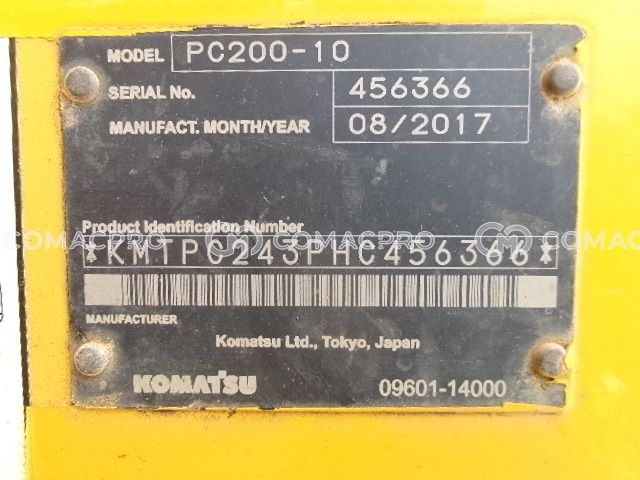 MODEL PC200-10
SERIAL No. 456366
MANUFACT. MONTH/YEAR 08/2017
Product Identification Number
COMACPRO COMACPRO COMACPRO
*KMTPC243PHC456366*
MANUFACTURER
Komatsu Ltd., Tokyo, Japan
KOMATSU 09601-14000